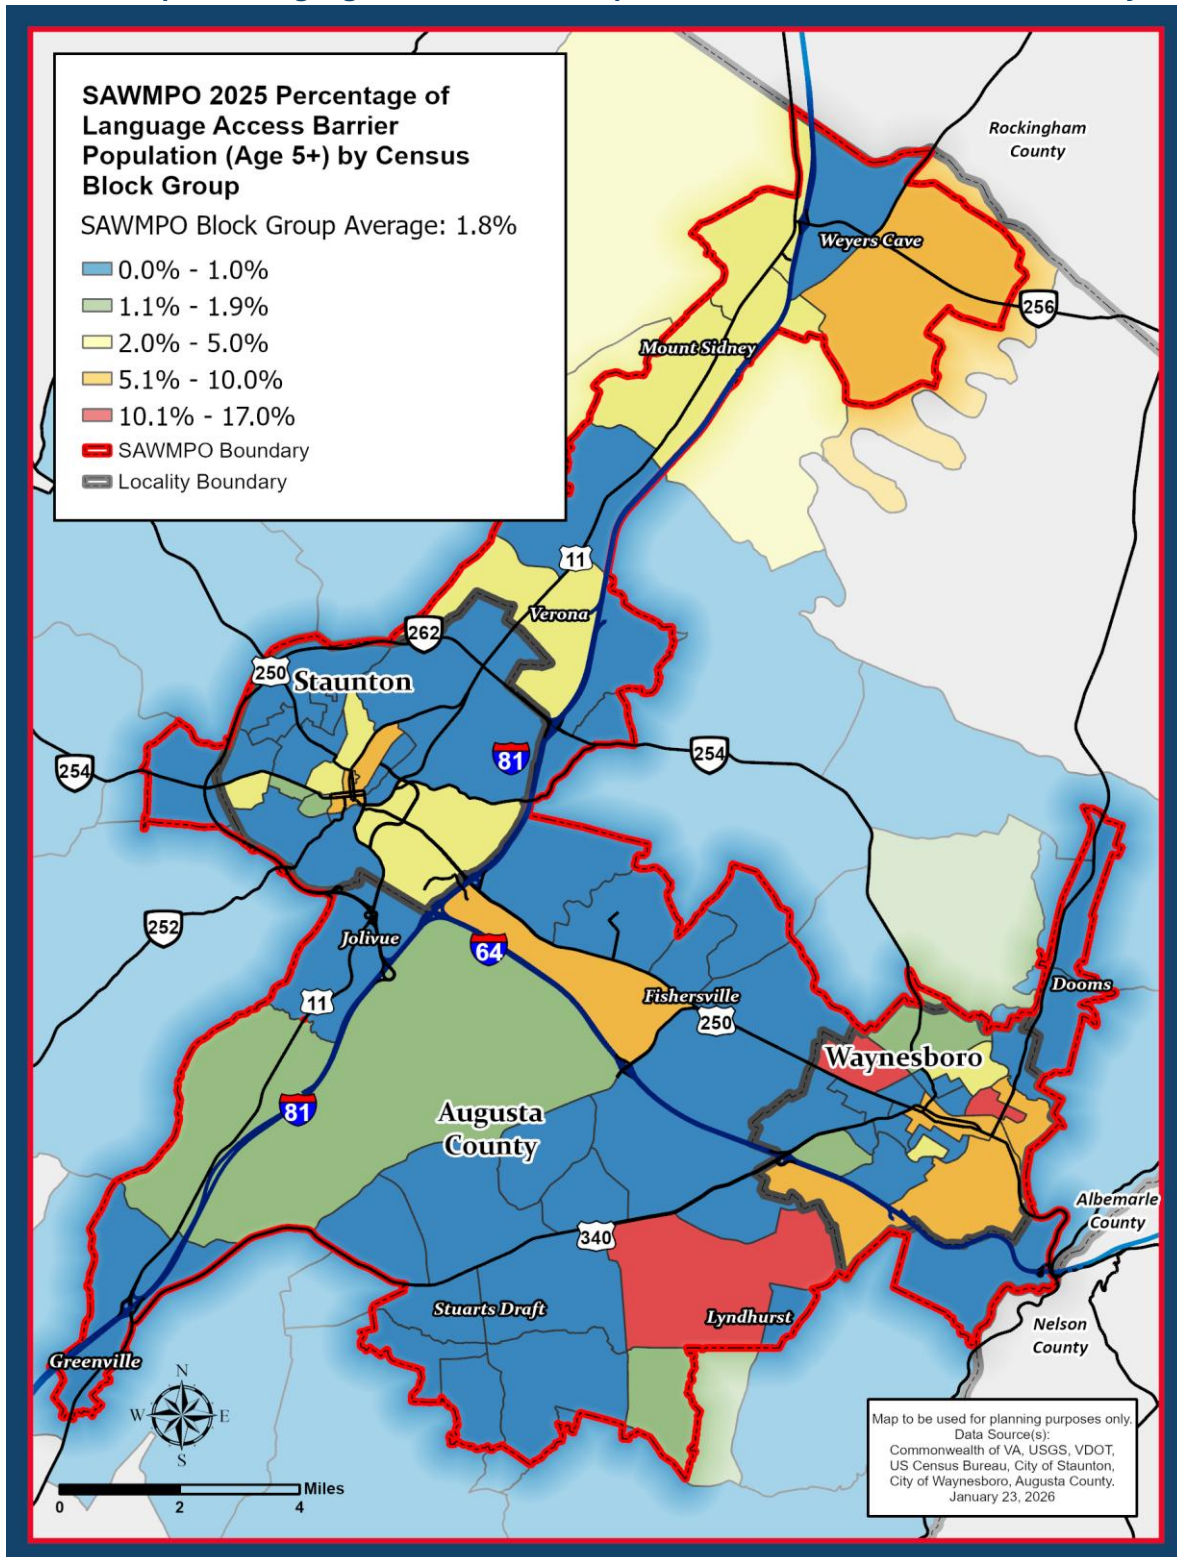 SAWMPO 2025 Percentage of
Language Access Barrier
Population (Age 5+) by Census
Block Group
SAWMPO Block Group Average: 1.8%
0.0% - 1.0%
1.1% - 1.9%
2.0% - 5.0%
5.1% - 10.0%
10.1% - 17.0%
SAWMPO Boundary
Locality Boundary
Rockingham
County
Weyers Cave
256
Mount Sidney
11
Verona
262
250
Staunton
81
254
254
252
Jolivue
64
11
Fishersville
250
Dooms
Waynesboro
81
Augusta
County
Albemarle
County
340
Stuarts Draft
Lyndhurst
Nelson
County
Greenville
N
W
E
S
Miles
0
2
4
Map to be used for planning purposes only.
Data Source(s):
Commonwealth of VA, USGS, VDOT,
US Census Bureau, City of Staunton,
City of Waynesboro, Augusta County.
January 23, 2026